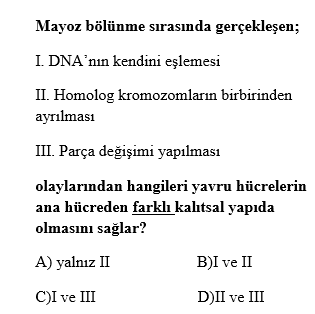 Mayoz bölünme sırasında gerçekleşen;
I. DNA’nın kendini eşlemesi
II. Homolog kromozomların birbirinden
ayrılması
III. Parça değişimi yapılması
olaylarından hangileri yavru hücrelerin
ana hücreden farklı kalıtsal yapıda
olmasını sağlar?
A) yalnız II B)I ve II
C)I ve III D)II ve III